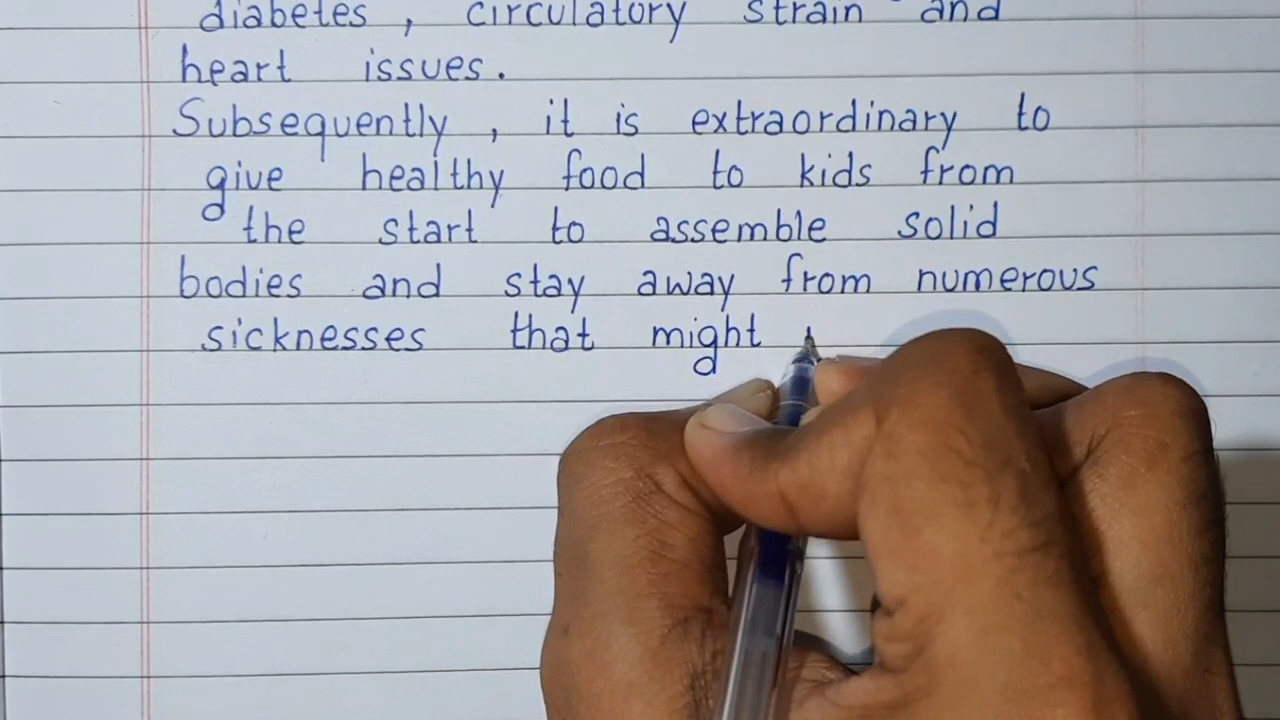 diabetes , circulatory strain and
heart issues .
Subsequently , it is extraordinary to
give healthy food to kids from
the start to assemble solid
bodies and stay away from numerous
sicknesses that might